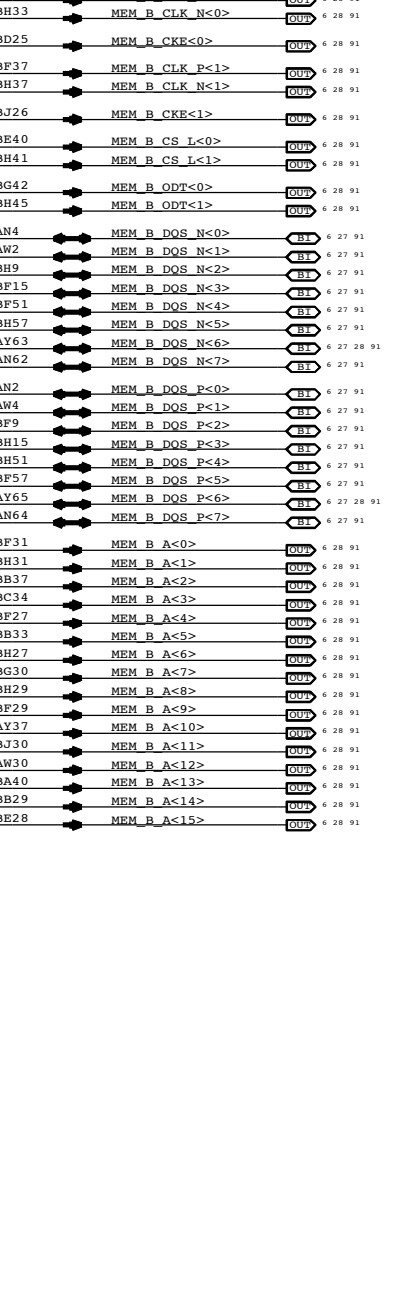 OUT
BH33 MEM_B_CLK_N<0> OUT 6 28 91
BD25 MEM_B_CKE<0> OUT 6 28 91
BF37 MEM_B_CLK_P<1> OUT 6 28 91
BH37 MEM_B_CLK_N<1> OUT 6 28 91
BJ26 MEM_B_CKE<1> OUT 6 28 91
BE40 MEM_B_CS_L<0> OUT 6 28 91
BH41 MEM_B_CS_L<1> OUT 6 28 91
BG42 MEM_B_ODT<0> OUT 6 28 91
BH45 MEM_B_ODT<1> OUT 6 28 91
AN4 MEM_B_DQS_N<0> BI 6 27 91
AW2 MEM_B_DQS_N<1> BI 6 27 91
BH9 MEM_B_DQS_N<2> BI 6 27 91
BF15 MEM_B_DQS_N<3> BI 6 27 91
BF51 MEM_B_DQS_N<4> BI 6 27 91
BH57 MEM_B_DQS_N<5> BI 6 27 91
AY63 MEM_B_DQS_N<6> BI 6 27 28 91
AN62 MEM_B_DQS_N<7> BI 6 27 91
AN2 MEM_B_DQS_P<0> BI 6 27 91
AW4 MEM_B_DQS_P<1> BI 6 27 91
BF9 MEM_B_DQS_P<2> BI 6 27 91
BH15 MEM_B_DQS_P<3> BI 6 27 91
BH51 MEM_B_DQS_P<4> BI 6 27 91
BF57 MEM_B_DQS_P<5> BI 6 27 91
AY65 MEM_B_DQS_P<6> BI 6 27 28 91
AN64 MEM_B_DQS_P<7> BI 6 27 91
BF31 MEM_B_A<0> OUT 6 28 91
BH31 MEM_B_A<1> OUT 6 28 91
BB37 MEM_B_A<2> OUT 6 28 91
BC34 MEM_B_A<3> OUT 6 28 91
BF27 MEM_B_A<4> OUT 6 28 91
BB33 MEM_B_A<5> OUT 6 28 91
BH27 MEM_B_A<6> OUT 6 28 91
BG30 MEM_B_A<7> OUT 6 28 91
BH29 MEM_B_A<8> OUT 6 28 91
BF29 MEM_B_A<9> OUT 6 28 91
AY37 MEM_B_A<10> OUT 6 28 91
BJ30 MEM_B_A<11> OUT 6 28 91
AW30 MEM_B_A<12> OUT 6 28 91
BA40 MEM_B_A<13> OUT 6 28 91
BB29 MEM_B_A<14> OUT 6 28 91
BE28 MEM_B_A<15> OUT 6 28 91